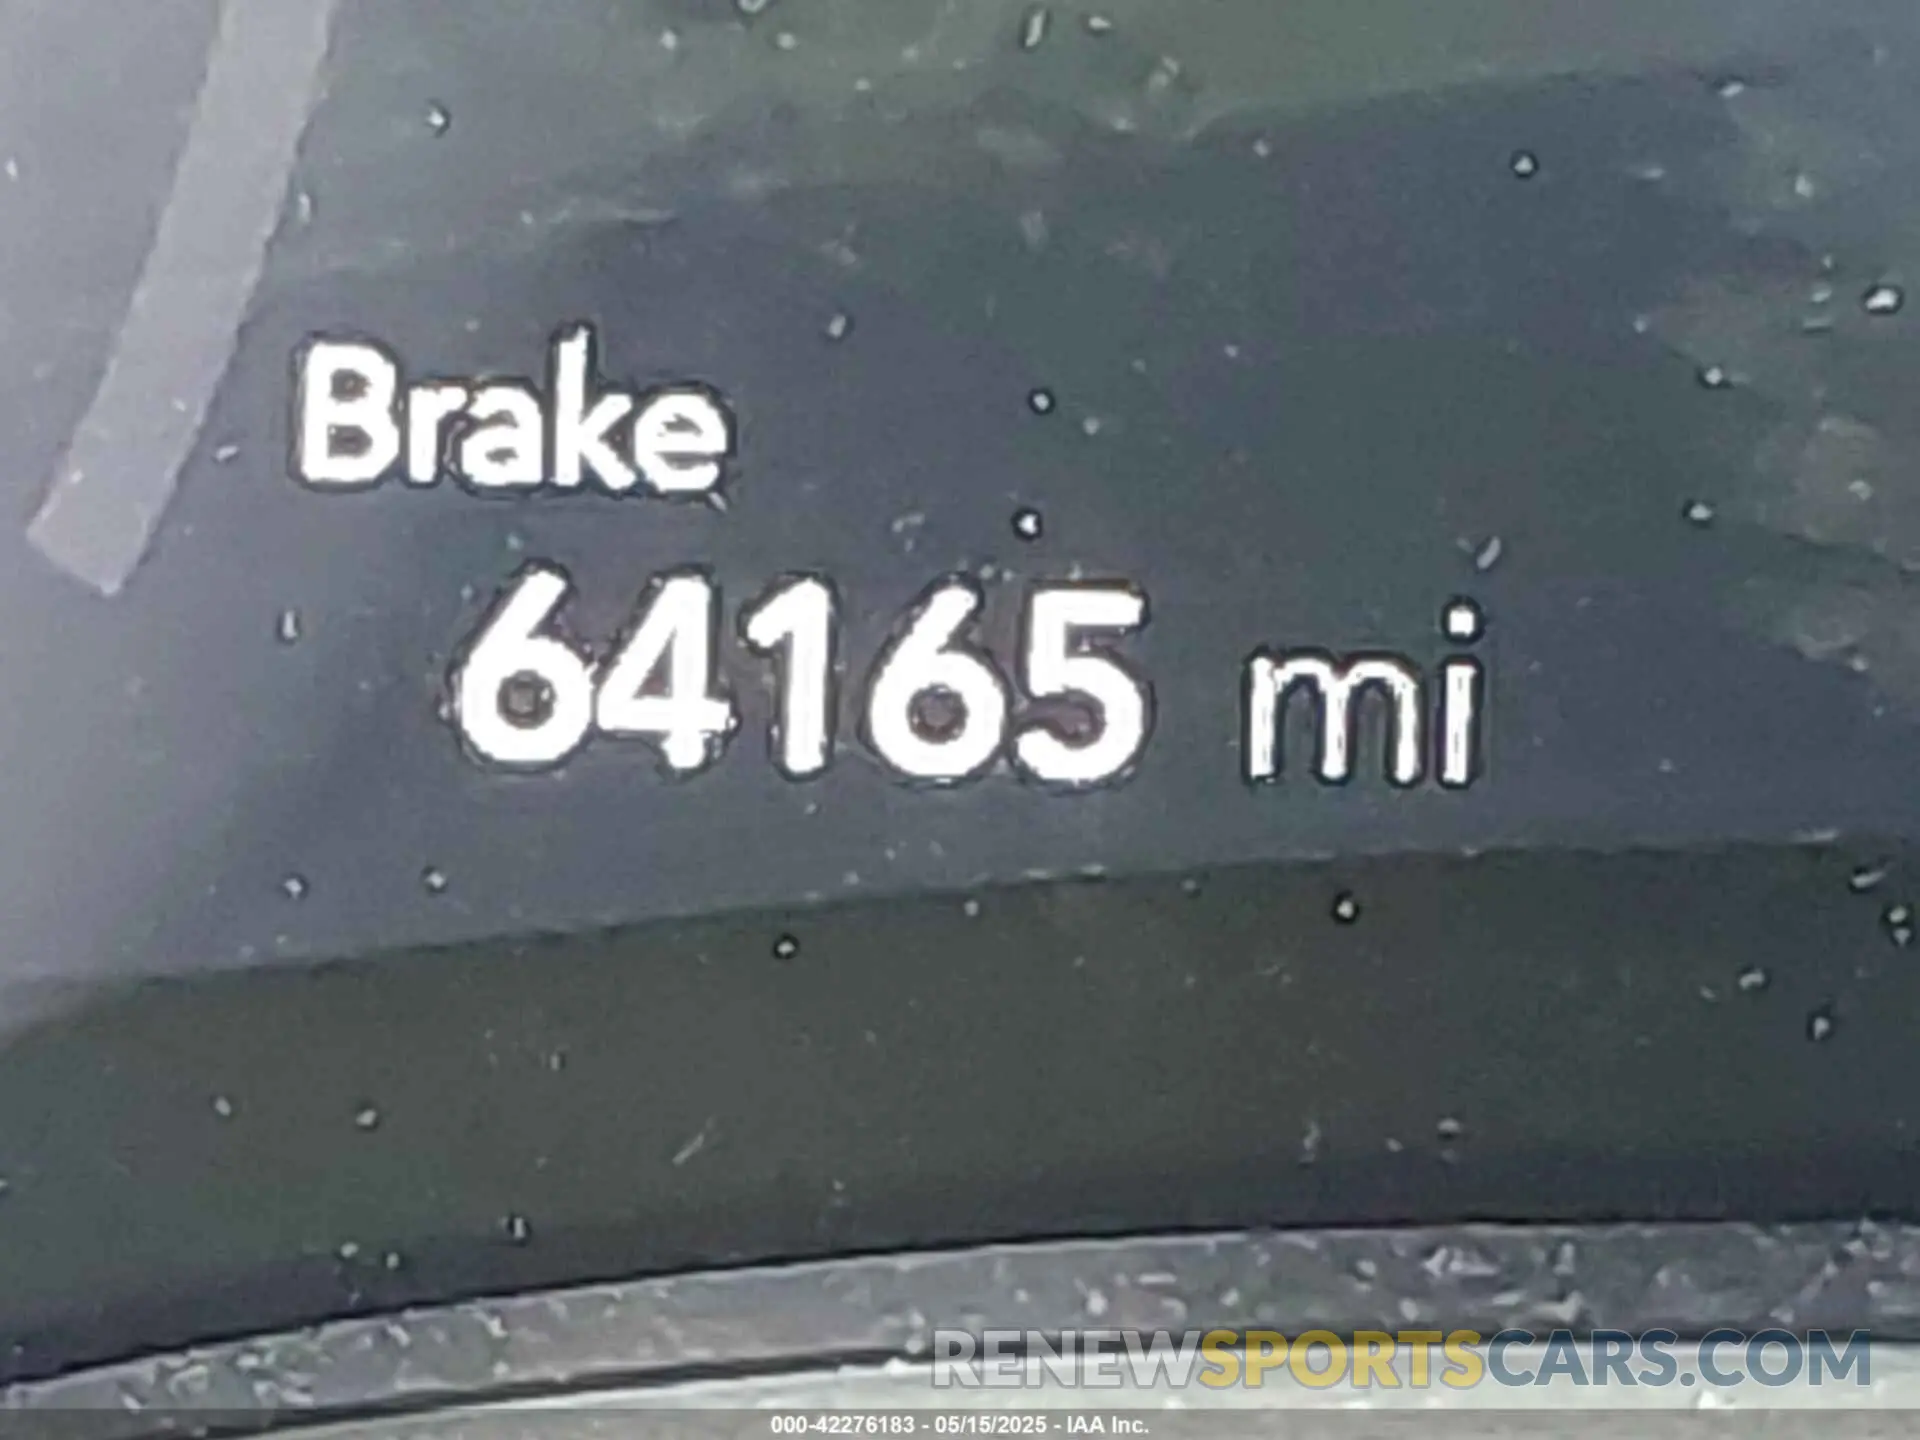 Brake
64165 mi
RENEWSPORTSCARS.COM
000-42276183 - 05/15/2025 - IAA Inc.